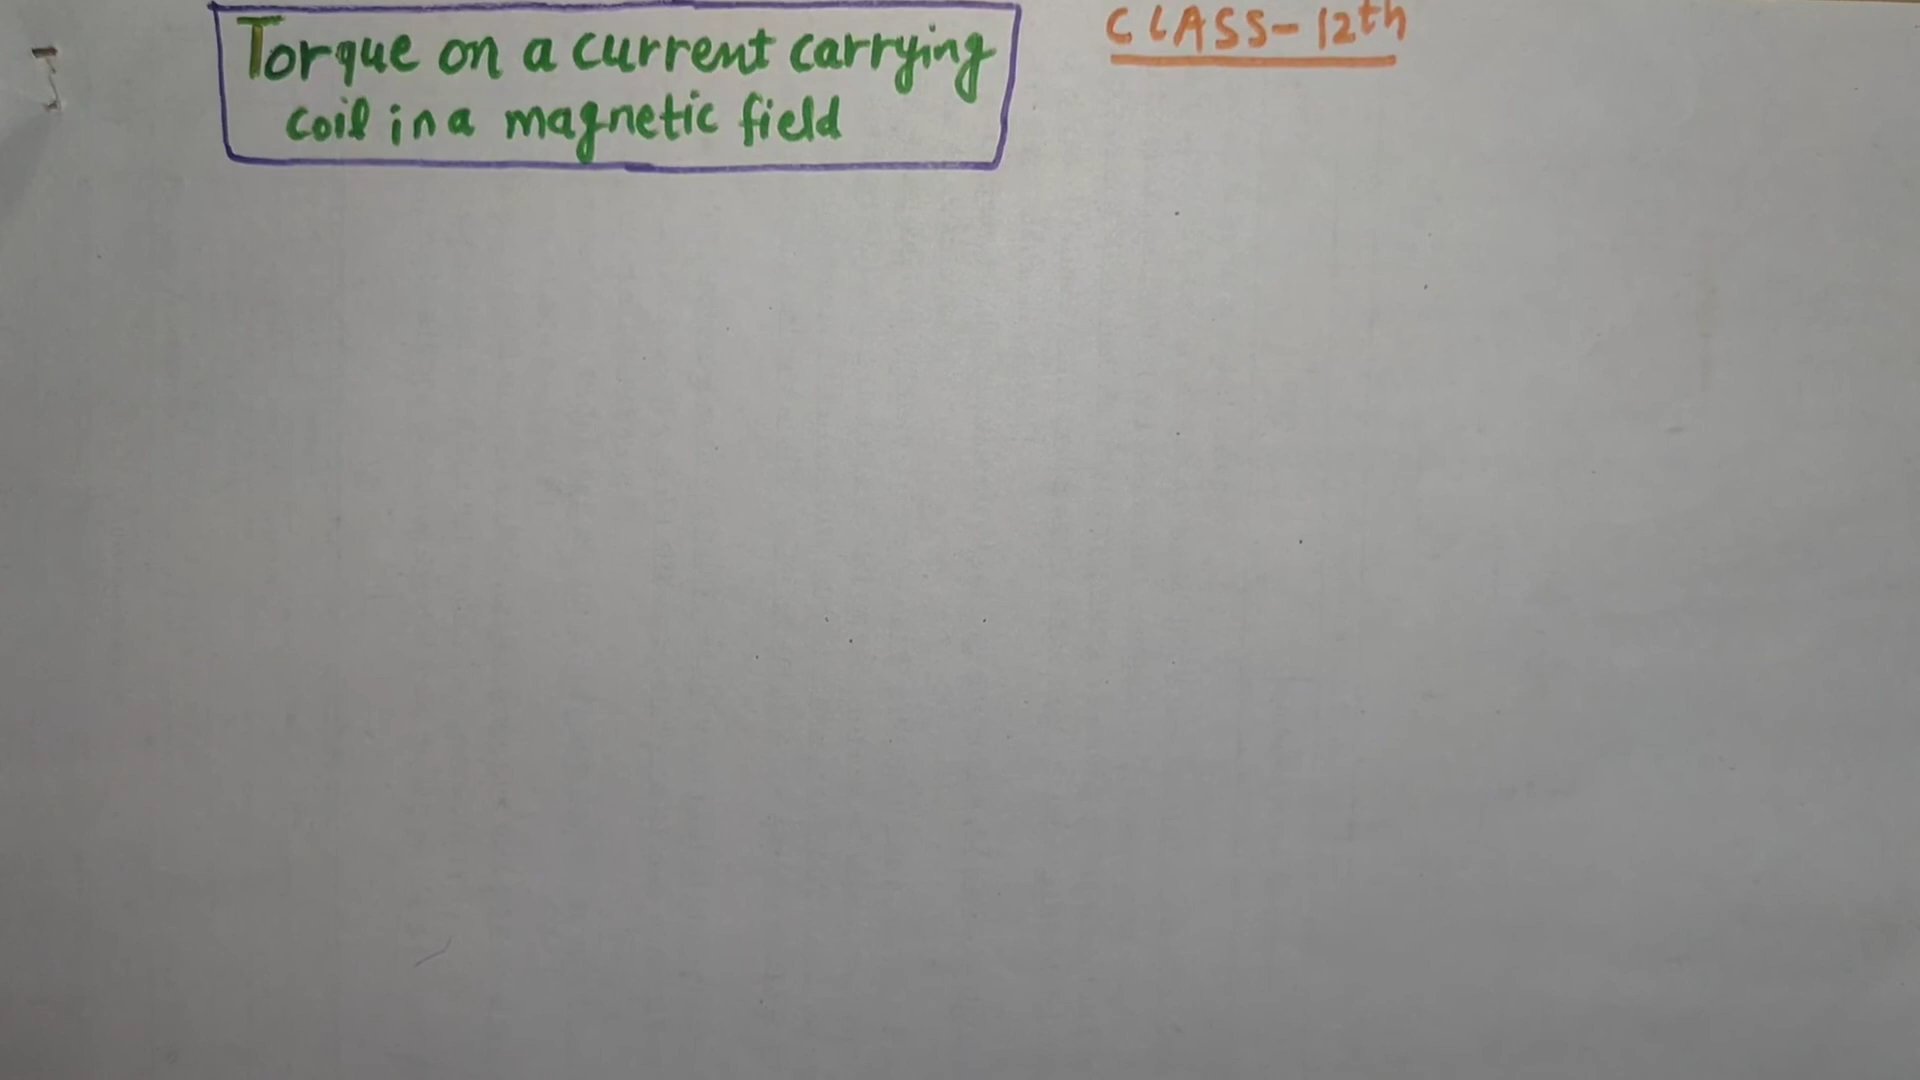 Torque on a current carrying
coil in a magnetic field
CLASS-12th